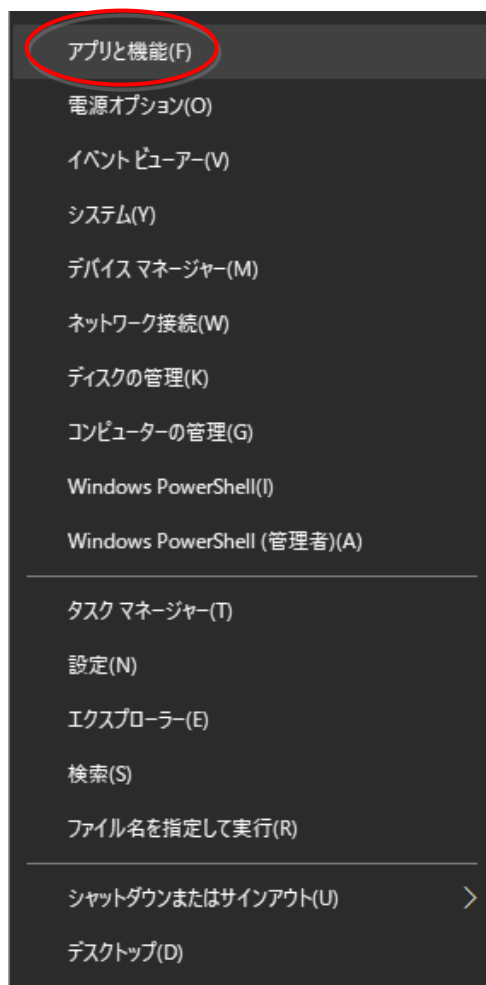 アプリと機能(F)
電源オプション(O)
イベント ビューアー(V)
システム(Y)
デバイス マネージャー(M)
ネットワーク接続(W)
ディスクの管理(K)
コンピューターの管理(G)
Windows PowerShell(I)
Windows PowerShell (管理者)(A)
タスク マネージャー(T)
設定(N)
エクスプローラー(E)
検索(S)
ファイル名を指定して実行(R)
シャットダウンまたはサインアウト(U)
デスクトップ(D)